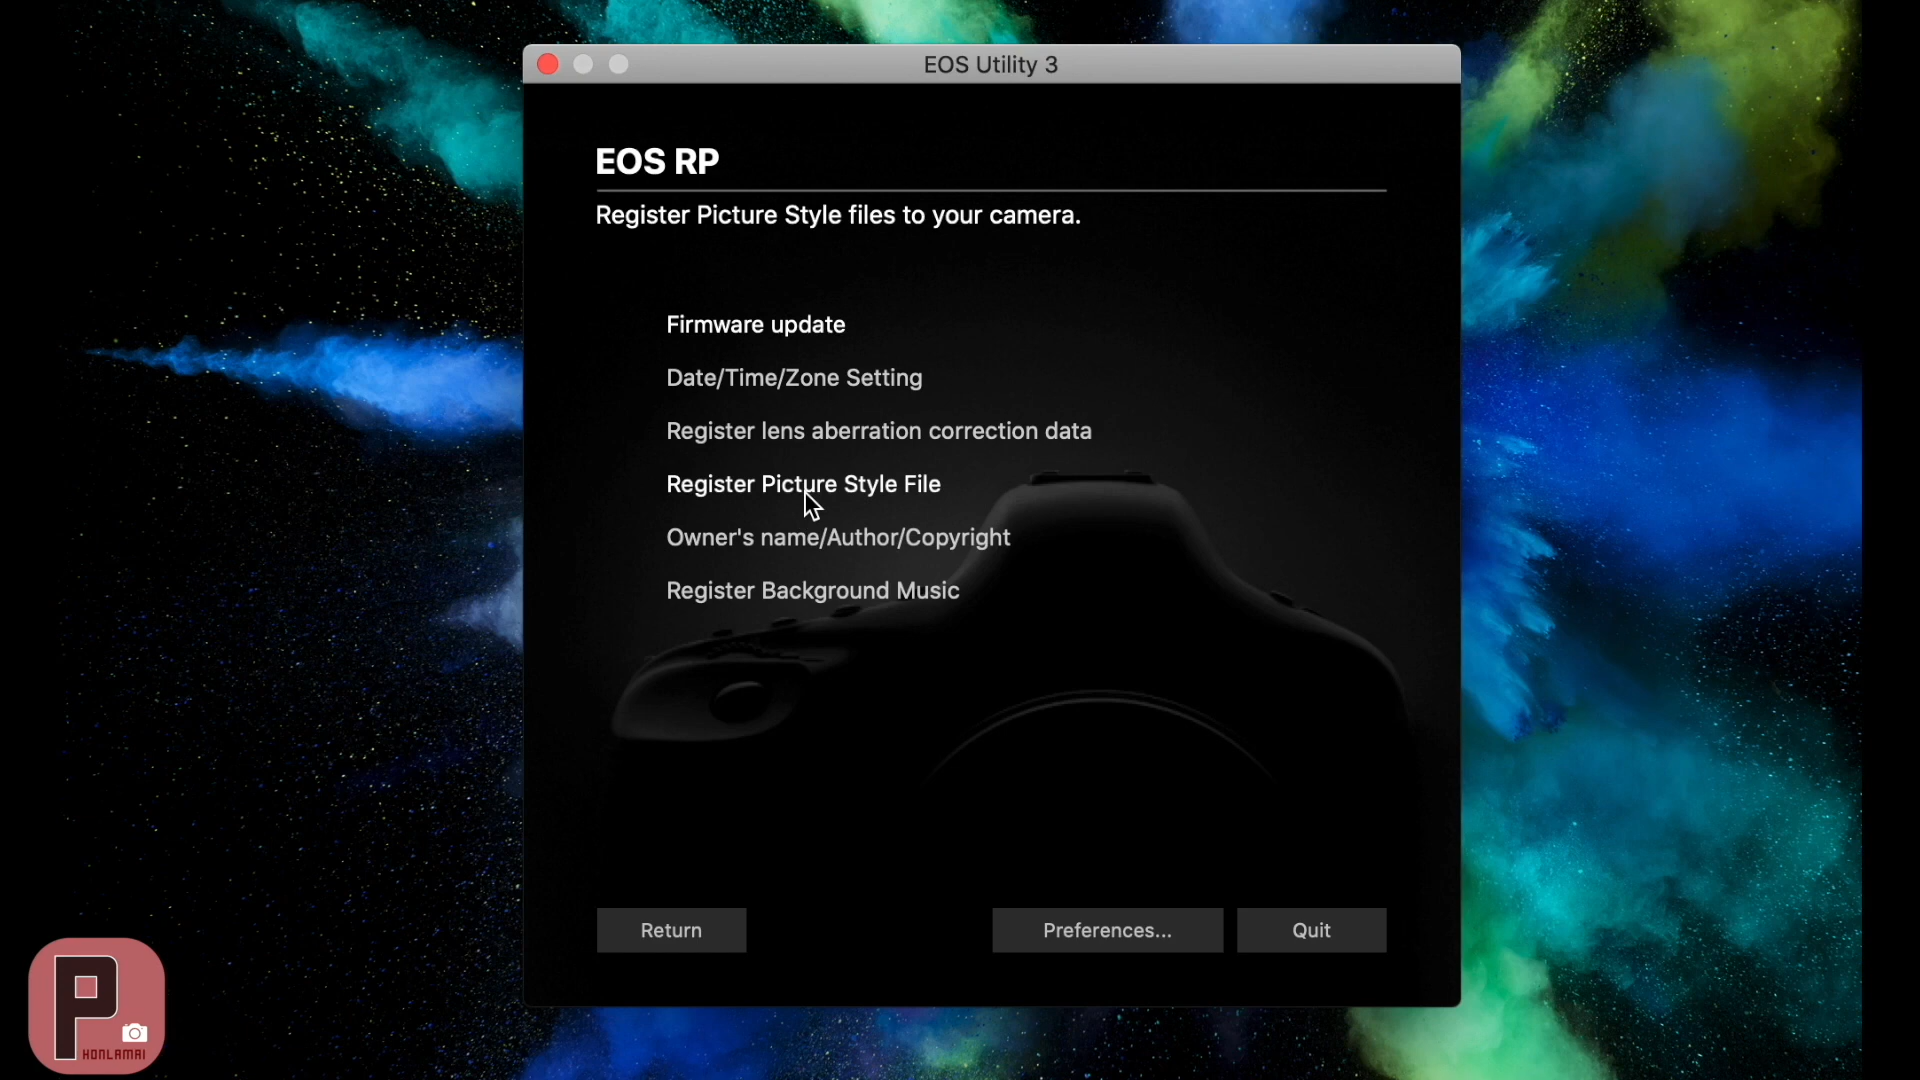 EOS Utility 3
EOS RP
Register Picture Style files to your camera.
Firmware update
Date/Time/Zone Setting
Register lens aberration correction data
Register Picture Style File
Owner's name/Author/Copyright
Register Background Music
Return
Preferences...
Quit
P
HONLAMAI